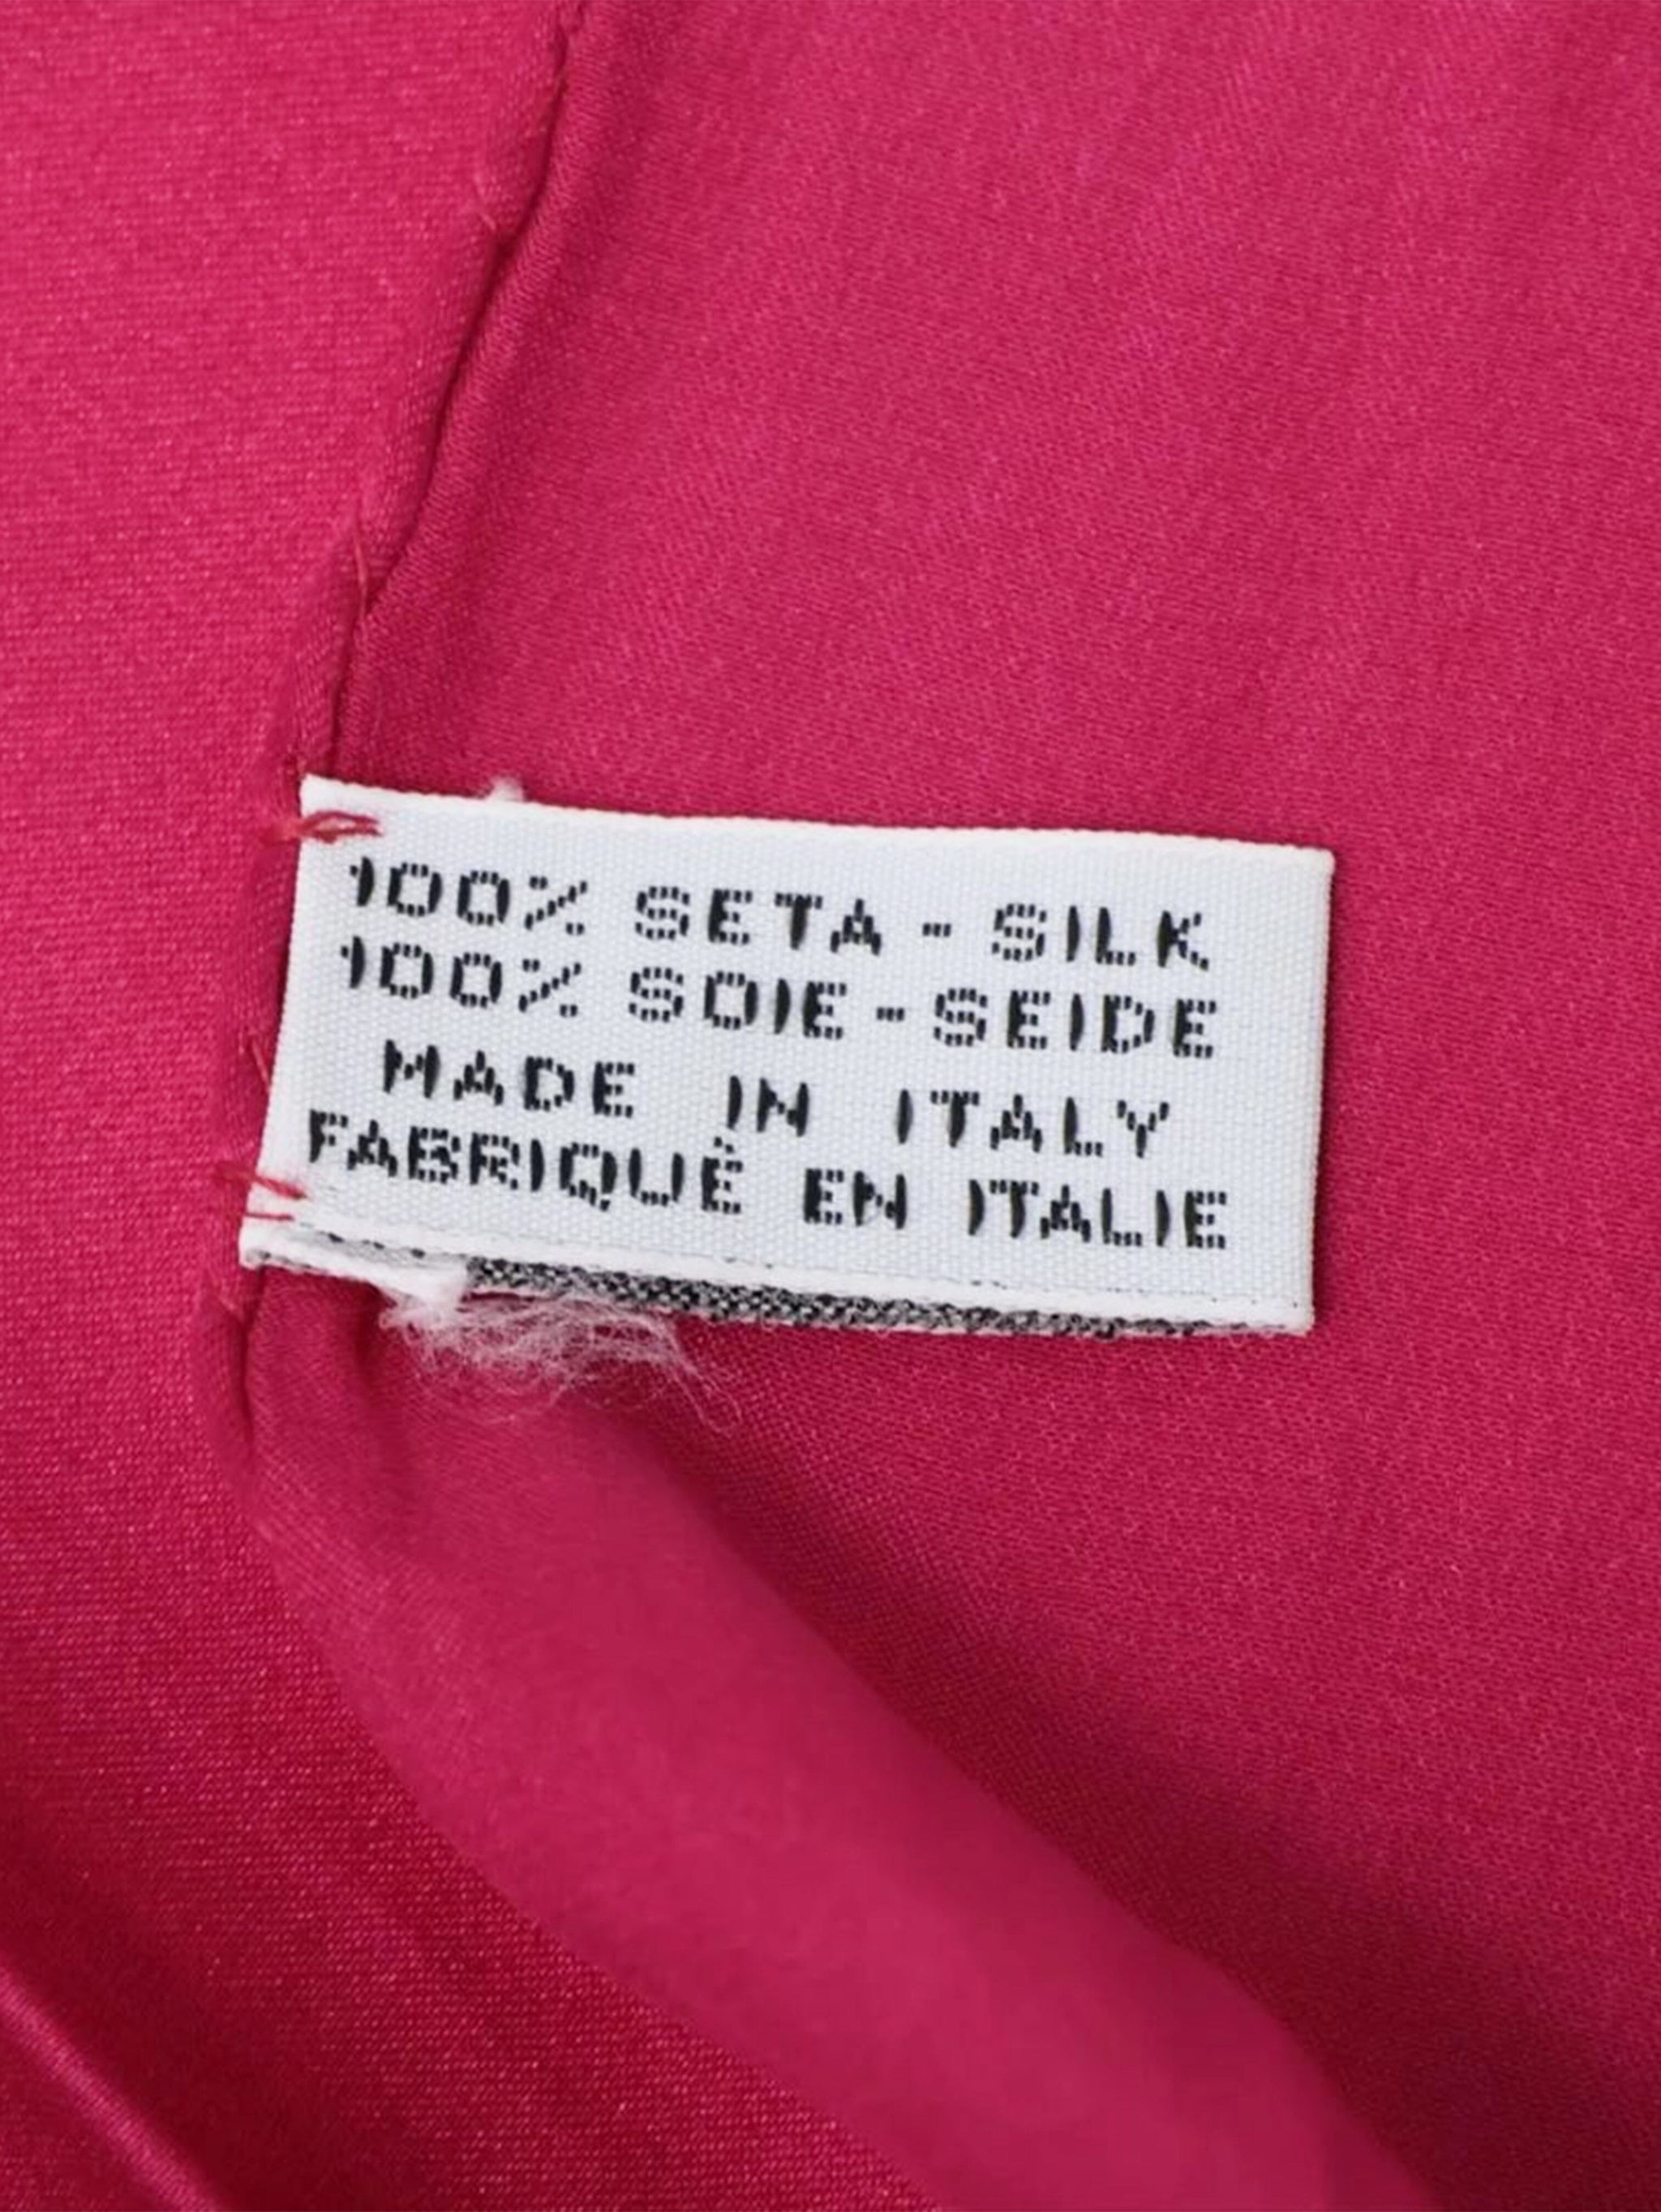 100% SETA - SILK
100% SOIE - SEIDE
MADE IN ITALY
FABRIQUÈ EN ITALIE